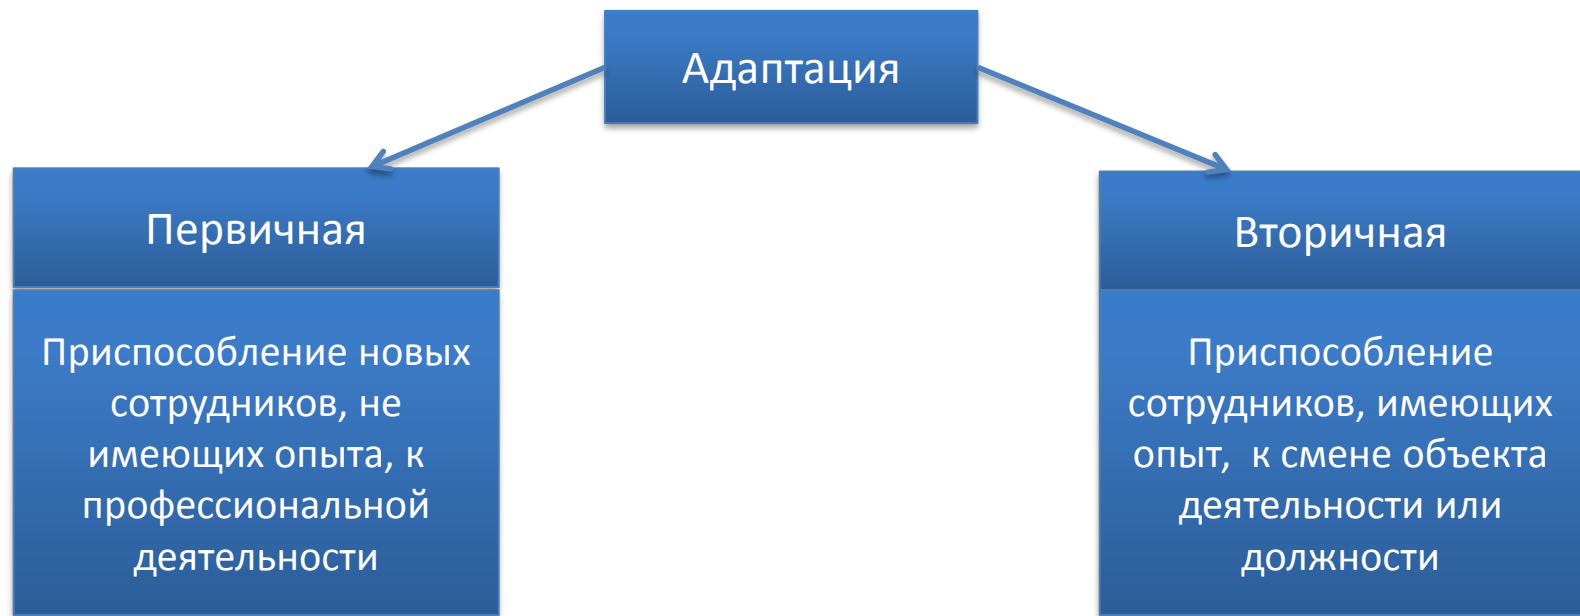 Адаптация
Первичная
Вторичная
Приспособление новых
сотрудников, не
имеющих опыта, к
профессиональной
деятельности
Приспособление
сотрудников, имеющих
опыт,  к смене объекта
деятельности или
должности